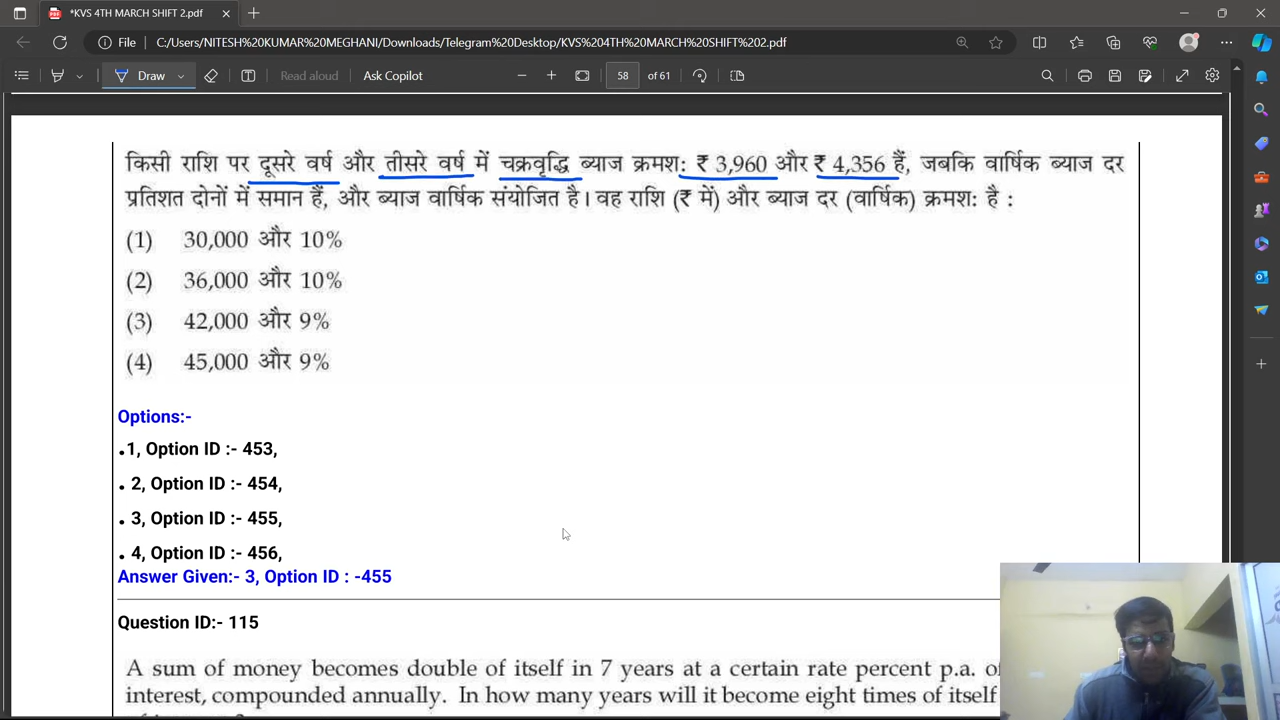 *KVS 4TH MARCH SHIFT 2.pdf
File C:/Users/NITESH%20KUMAR%20MEGHANI/Downloads/Telegram%20Desktop/KVS%204TH%20MARCH%20SHIFT%202.pdf
Draw Read aloud Ask Copilot 58 of 61
किसी राशि पर दूसरे वर्ष और तीसरे वर्ष में चक्रवृद्धि ब्याज क्रमश: ₹ 3,960 और ₹ 4,356 हैं, जबकि वार्षिक ब्याज दर
प्रतिशत दोनों में समान हैं, और ब्याज वार्षिक संयोजित है। वह राशि (₹ में) और ब्याज दर (वार्षिक) क्रमश: है :
(1) 30,000 और 10%
(2) 36,000 और 10%
(3) 42,000 और 9%
(4) 45,000 और 9%
Options:-
.1, Option ID :- 453,
. 2, Option ID :- 454,
. 3, Option ID :- 455,
. 4, Option ID :- 456,
Answer Given:- 3, Option ID : -455
Question ID:- 115
A sum of money becomes double of itself in 7 years at a certain rate percent p.a. of
interest, compounded annually. In how many years will it become eight times of itself